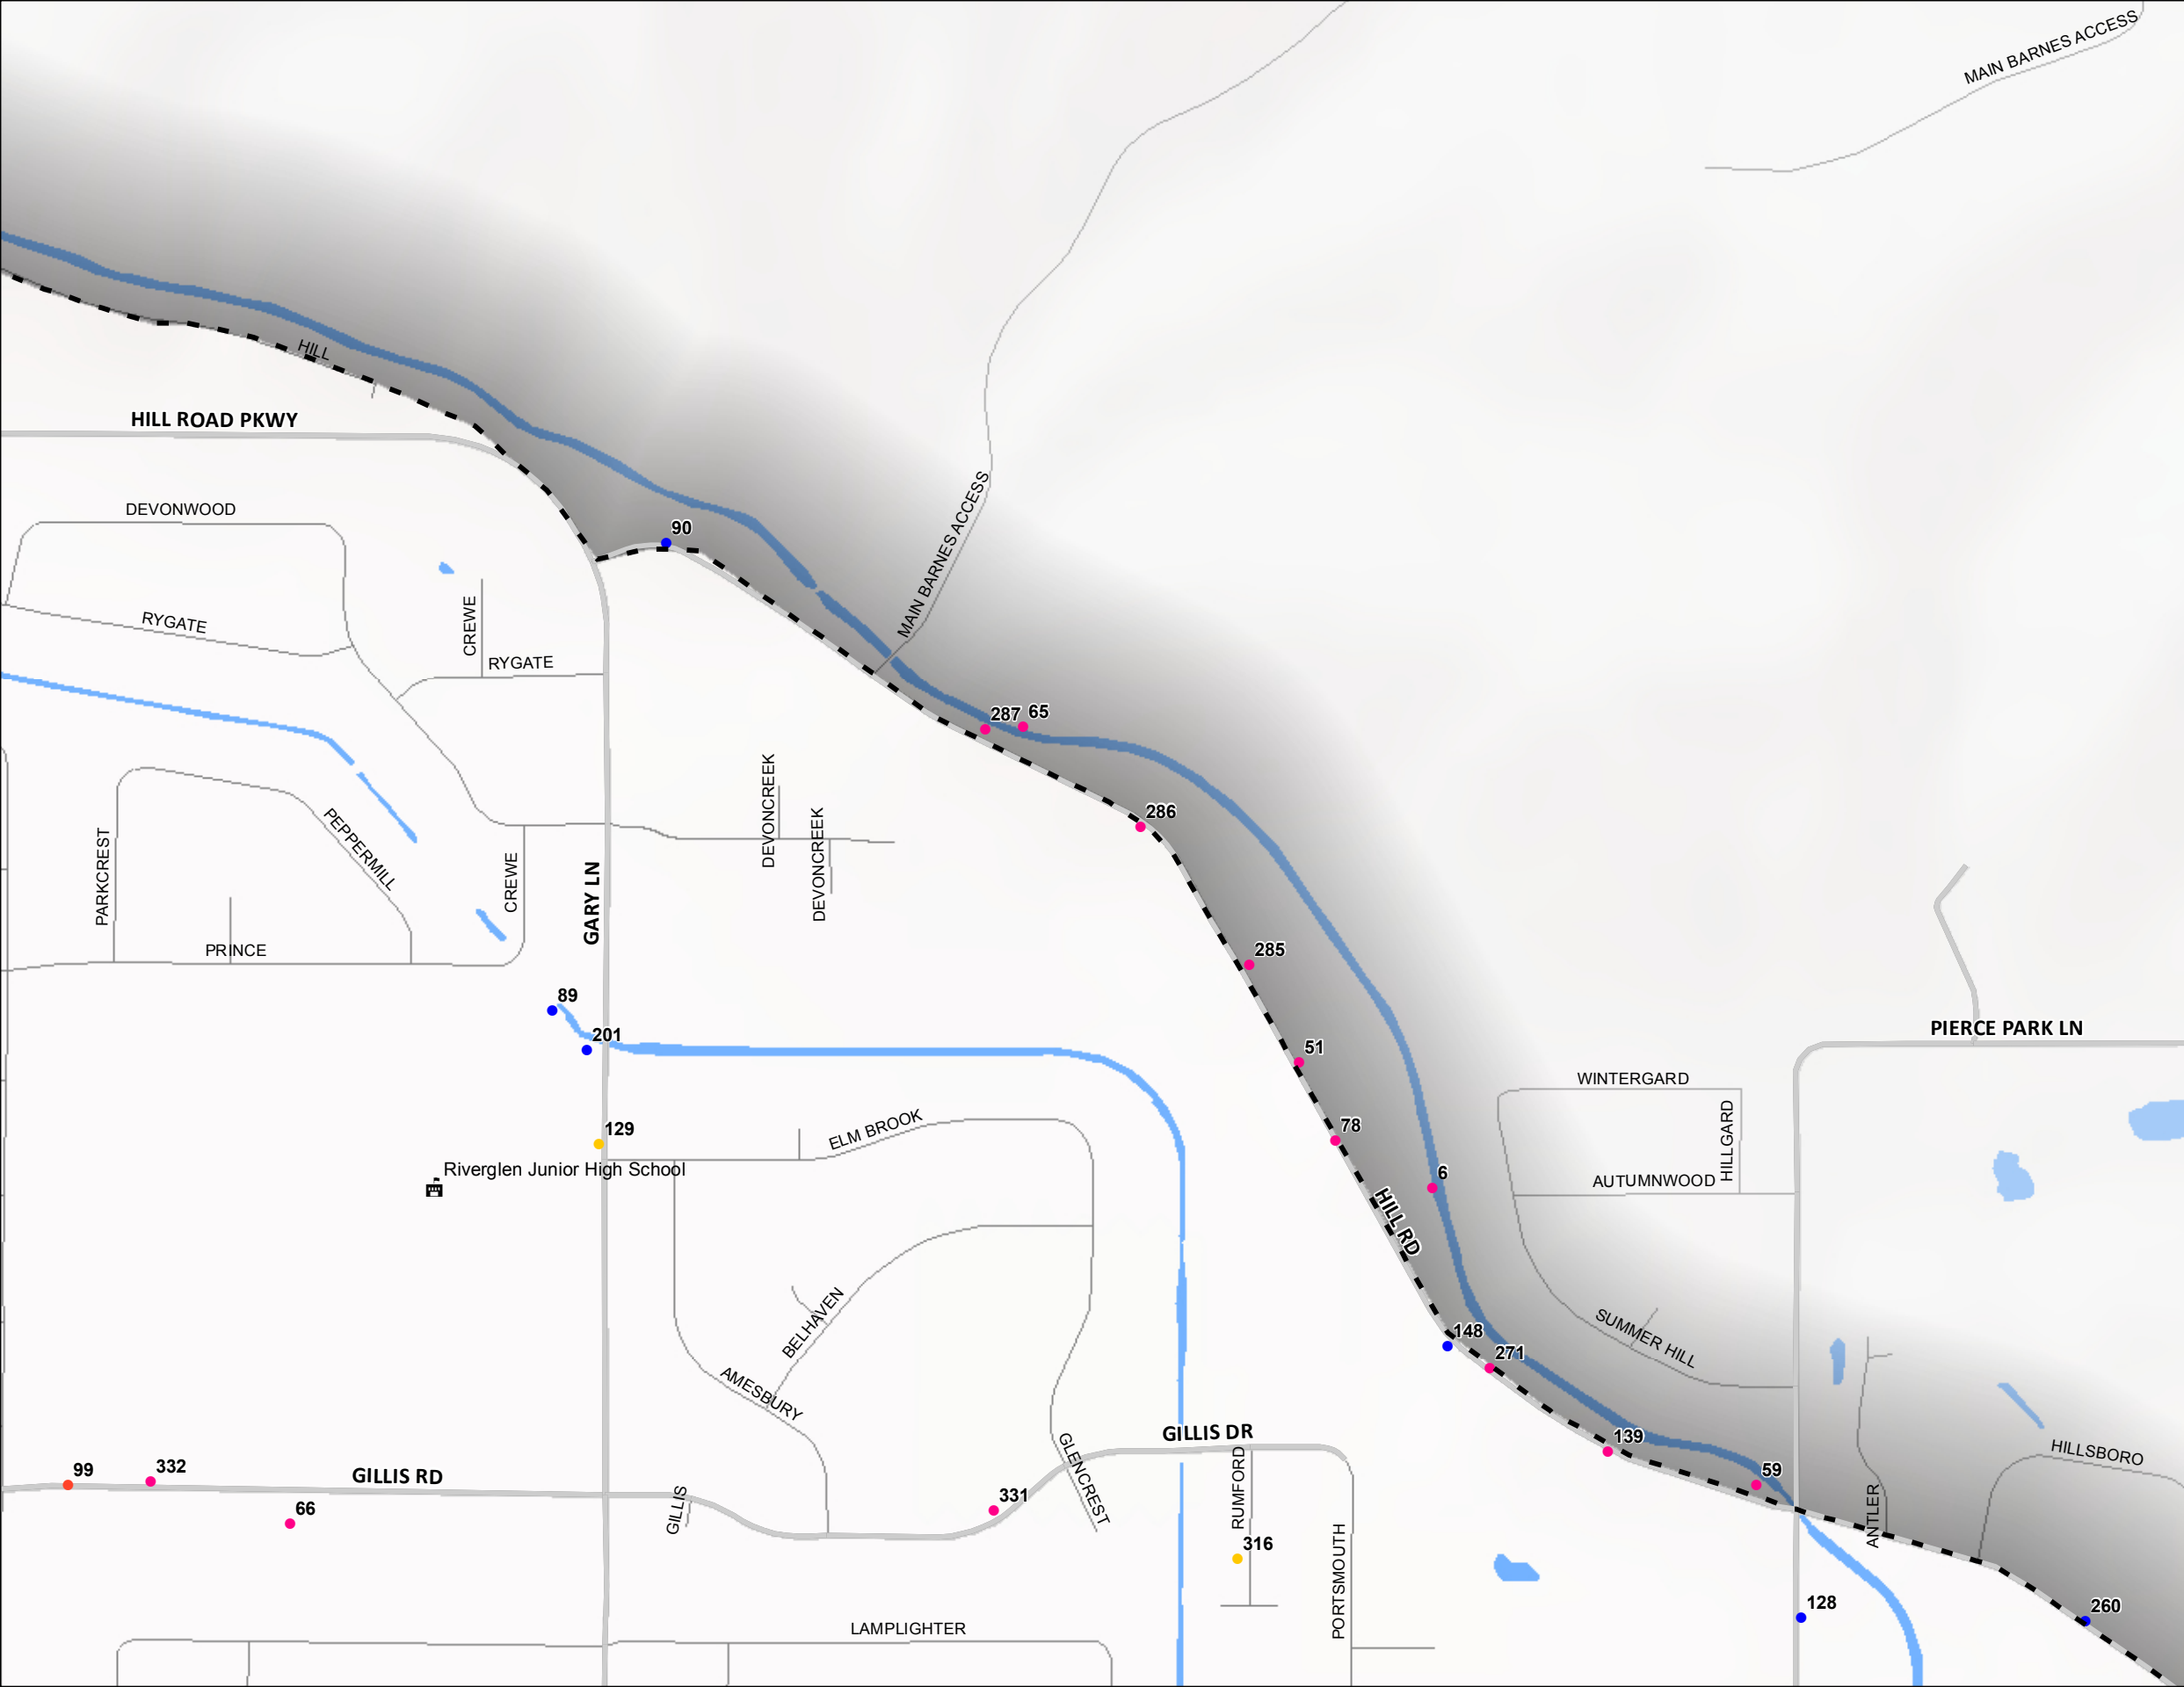 MAIN BARNES ACCESS
HILL
HILL ROAD PKWY
DEVONWOOD
90
MAIN BARNES ACCESS
RYGATE
CREWE
RYGATE
287
65
DEVONCREEK
286
PEPPERMILL
PARKCREST
DEVONCREEK
CREWE
GARY LN
PRINCE
285
89
201
51
PIERCE PARK LN
WINTERGARD
HILLGARD
129
ELM BROOK
78
Riverglen Junior High School
6
AUTUMNWOOD
HILL RD
BELHAVEN
148
271
SUMMER HILL
AMESBURY
GILLIS DR
139
GLENCREST
HILLSBORO
99
332
GILLIS RD
59
RUMFORD
66
GILLIS
331
ANTLER
316
PORTSMOUTH
128
260
LAMPLIGHTER